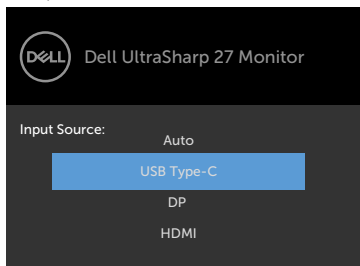 DELL
Dell UltraSharp 27 Monitor
Input Source:
Auto
USB Type-C
DP
HDMI